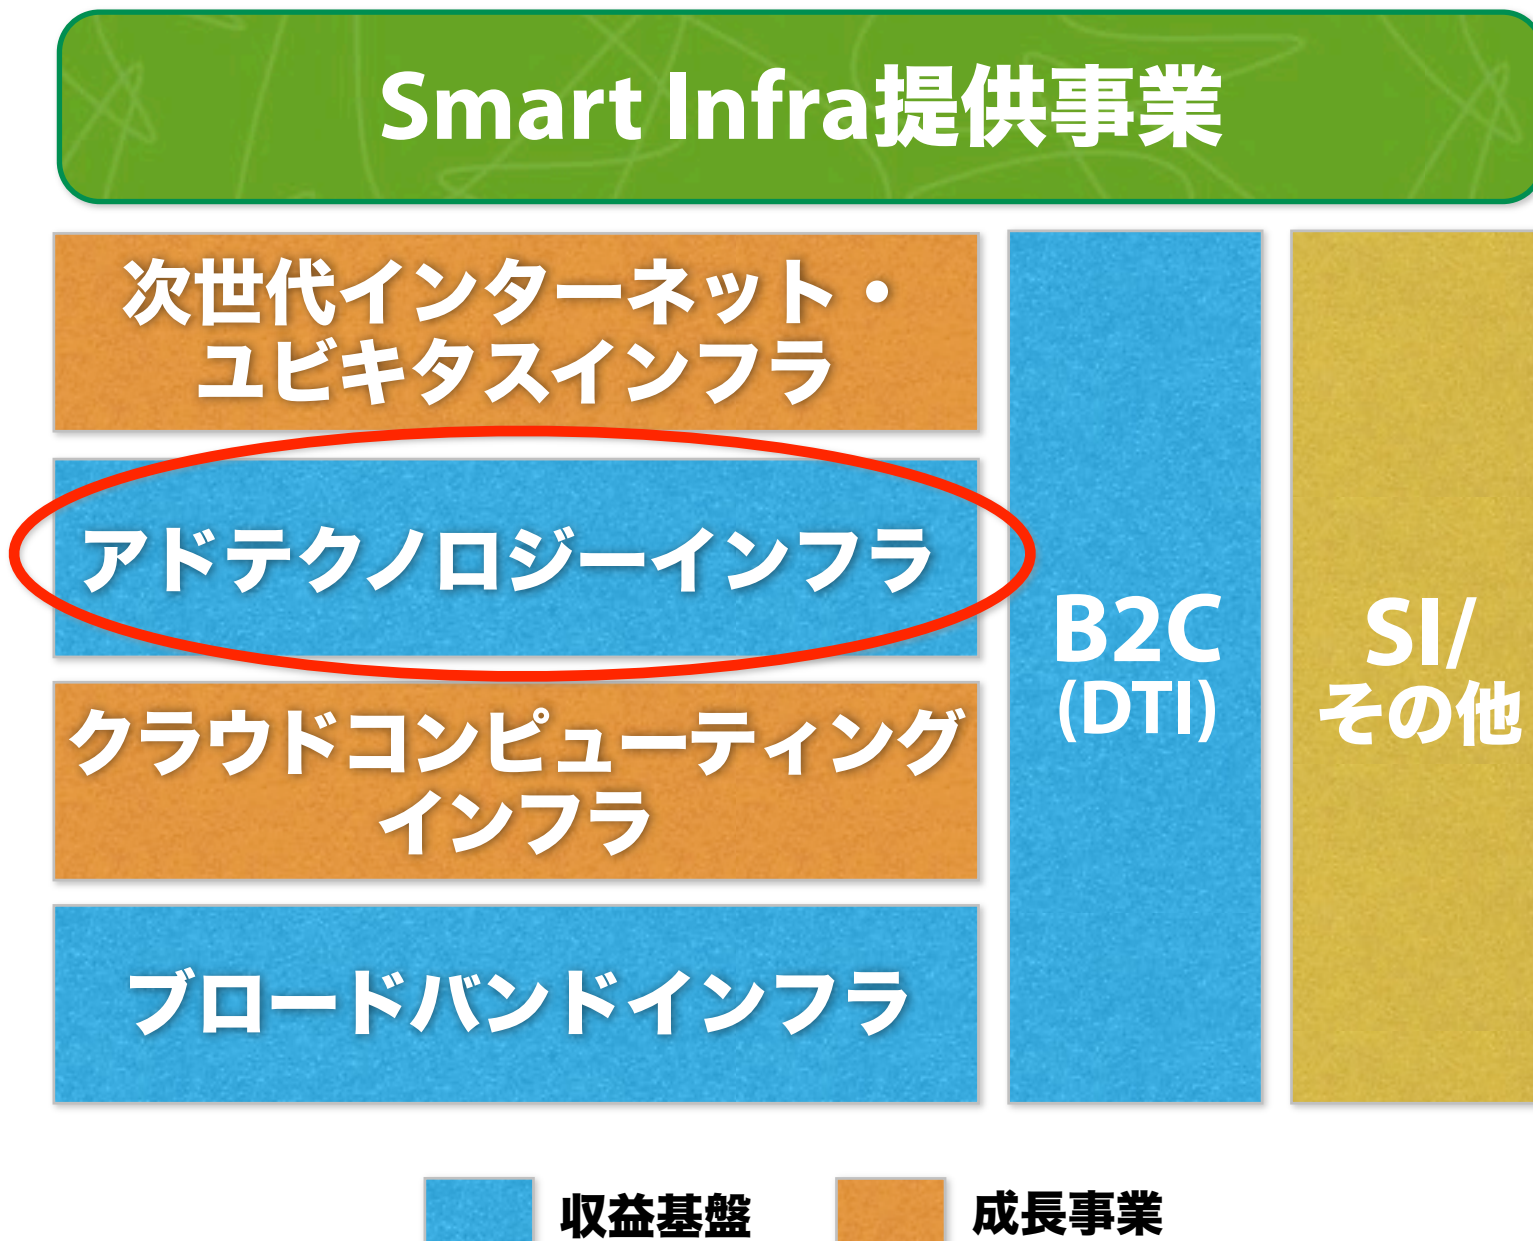 Smart Infra提供事業
次世代インターネット・
ユビキタスインフラ
アドテクノロジーインフラ
クラウドコンピューティング
インフラ
ブロードバンドインフラ
B2C
(DTI)
SI/
その他
収益基盤
成長事業